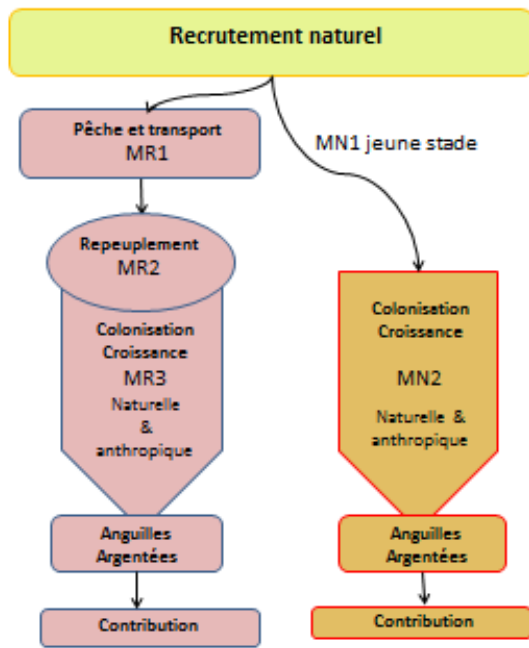 Recrutement naturel
Pêche et transport
MR1
MN1 jeune stade
Repeuplement
MR2
Colonisation
Croissance
MR3
Naturelle
&
anthropique
Colonisation
Croissance
MN2
Naturelle &
anthropique
Anguilles
Argentées
Anguilles
Argentées
Contribution
Contribution